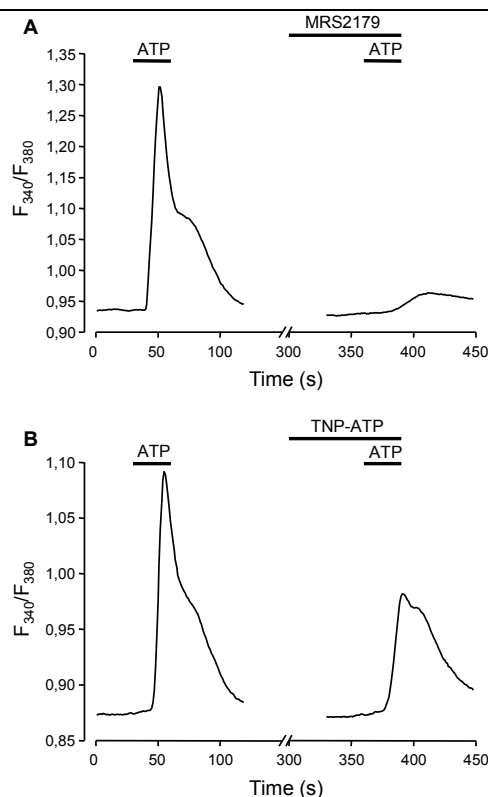 A
MRS2179
ATP
ATP
1,35
1,30
1,25
1,20
1,15
1,10
1,05
1,00
0,95
0,90
F340/F380
0
50
100
300
350
400
450
Time (s)
B
TNP-ATP
ATP
ATP
1,10
1,05
1,00
0,95
0,90
0,85
F340/F380
0
50
100
300
350
400
450
Time (s)